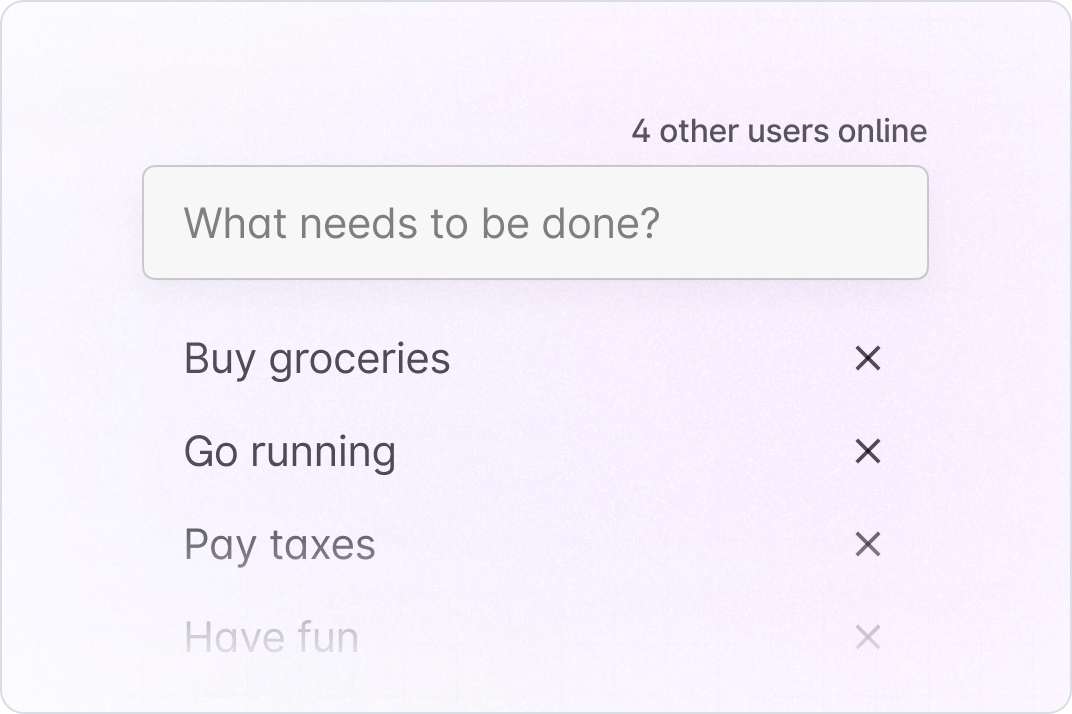 4 other users online
What needs to be done?
Buy groceries
Go running
Pay taxes
Have fun